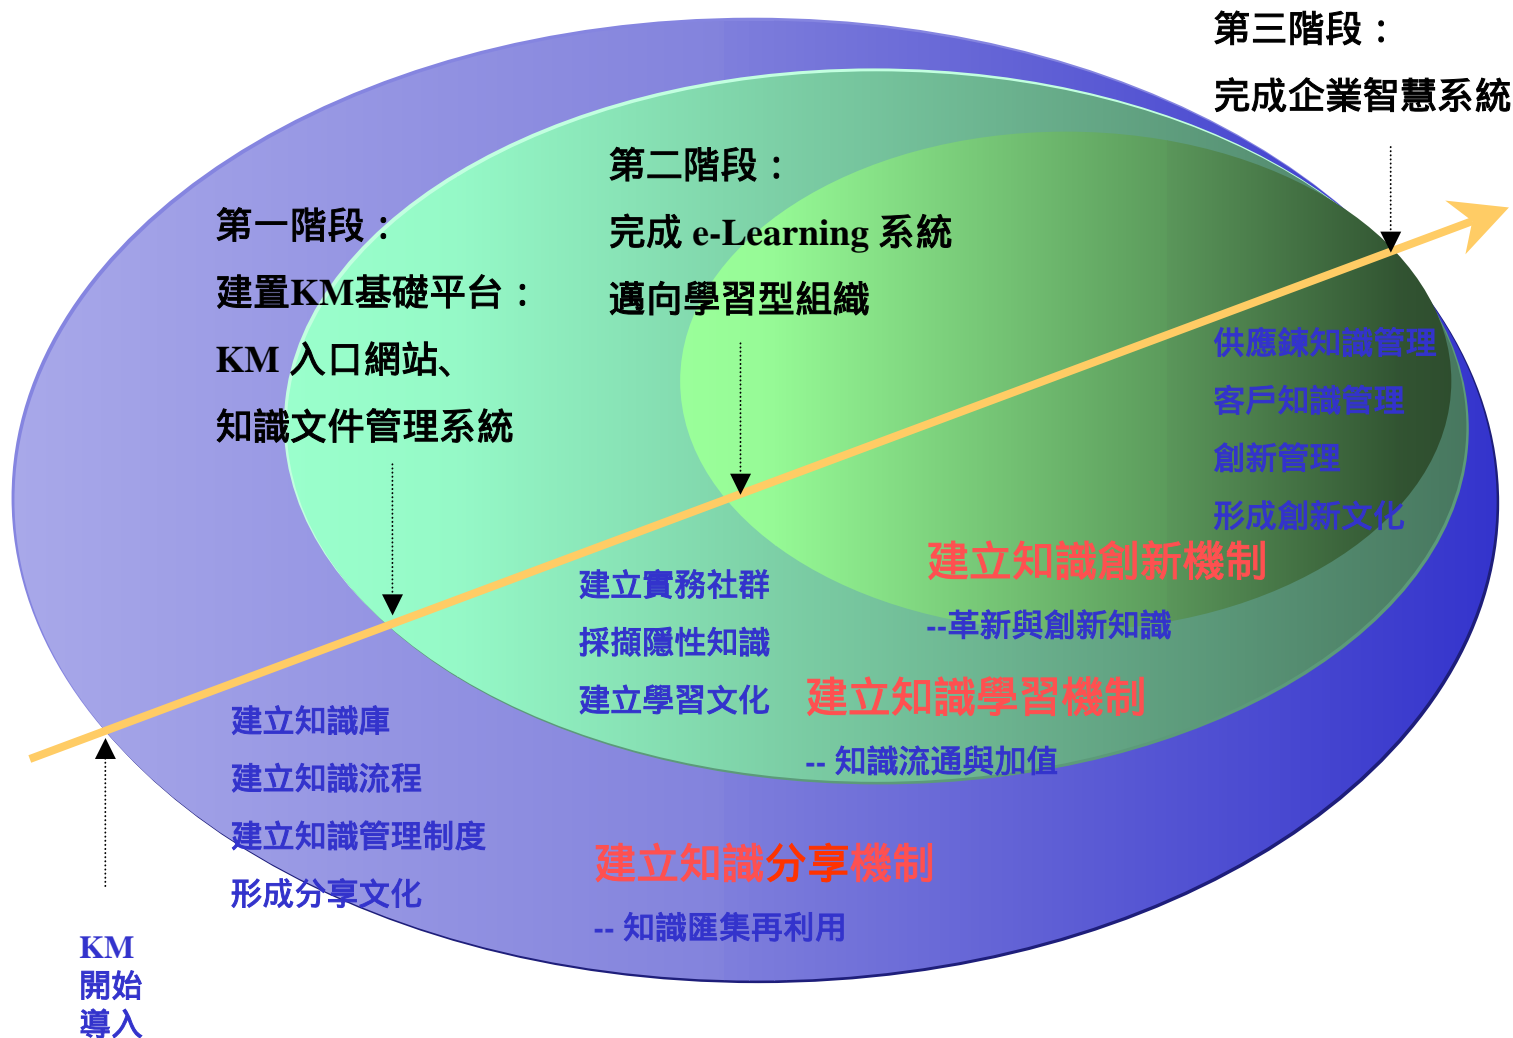 第三階段：
完成企業智慧系統
第二階段：
完成 e-Learning 系統
邁向學習型組織
第一階段：
建置KM基礎平台：
KM 入口網站、
知識文件管理系統
供應鍊知識管理
客戶知識管理
創新管理
形成創新文化
建立知識創新機制
--革新與創新知識
建立實務社群
採擷隱性知識
建立學習文化
建立知識學習機制
-- 知識流通與加值
建立知識庫
建立知識流程
建立知識管理制度
形成分享文化
建立知識分享機制
-- 知識匯集再利用
KM
開始
導入